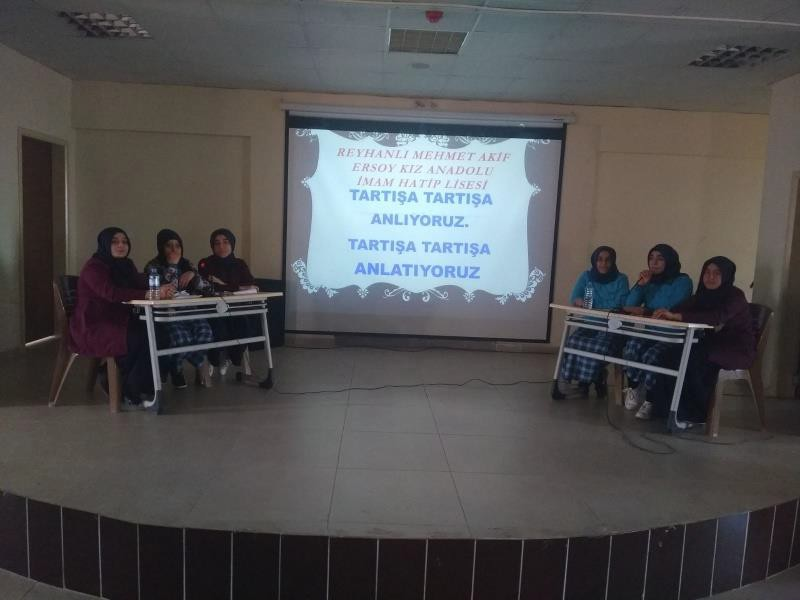 REYHANLI MEHMET AKİF
ERSOY KIZ ANADOLU
İMAM HATİP LİSESİ
TARTIŞA TARTIŞA
ANLIYORUZ.
TARTIŞA TARTIŞA
ANLATIYORUZ